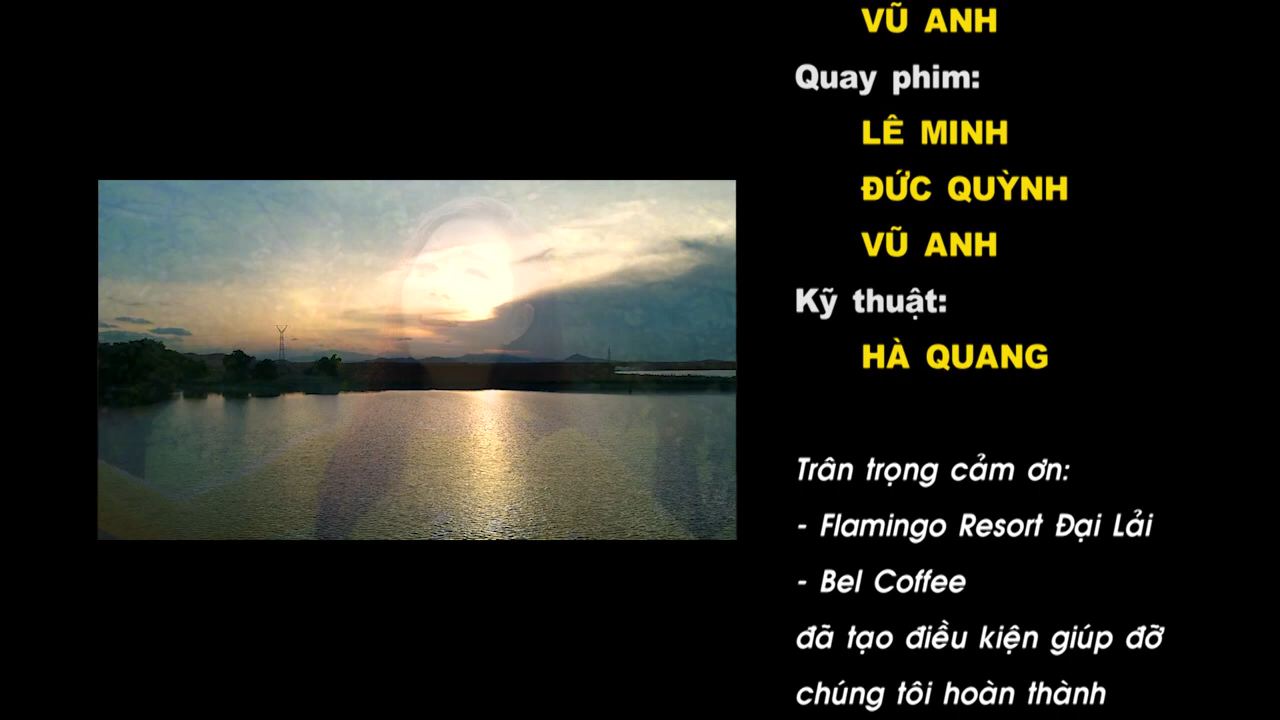 VŨ ANH
Quay phim:
LÊ MINH
ĐỨC QUỲNH
VŨ ANH
Kỹ thuật:
HÀ QUANG
Trân trọng cảm ơn:
- Flamingo Resort Đại Lải
- Bel Coffee
đã tạo điều kiện giúp đỡ
chúng tôi hoàn thành